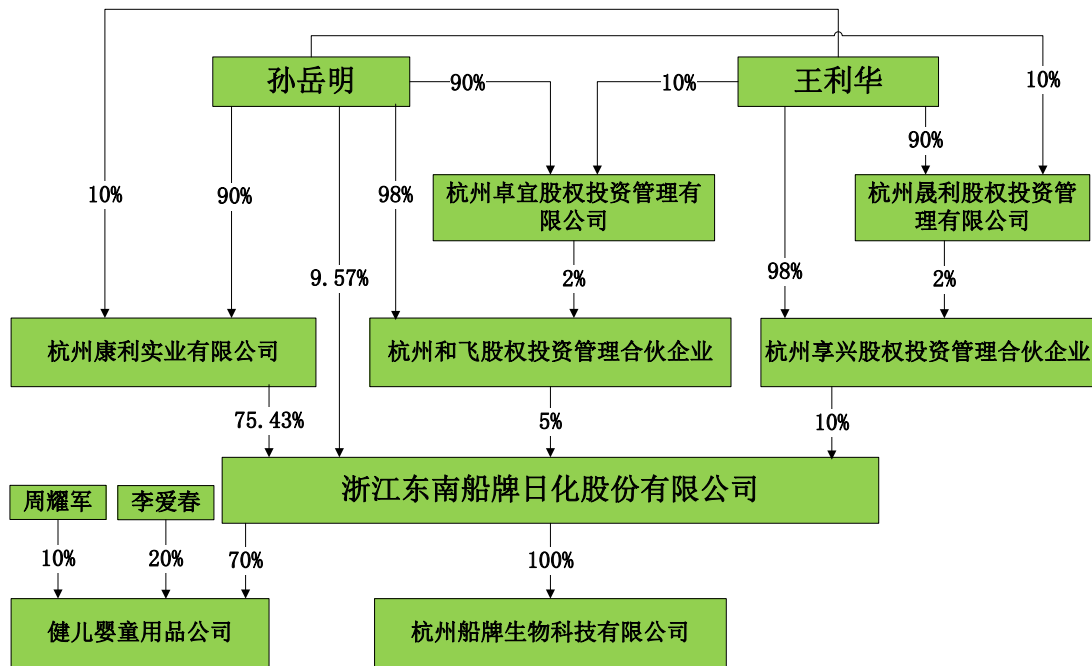 孙岳明
王利华
90%
10%
10%
90%
10%
90%
98%
杭州卓宜股权投资管理有
限公司
杭州晟利股权投资管
理有限公司
9.57%
2%
98%
2%
杭州康利实业有限公司
杭州和飞股权投资管理合伙企业
杭州享兴股权投资管理合伙企业
75.43%
5%
10%
浙江东南船牌日化股份有限公司
周耀军
李爱春
10%
20%
70%
100%
健儿婴童用品公司
杭州船牌生物科技有限公司